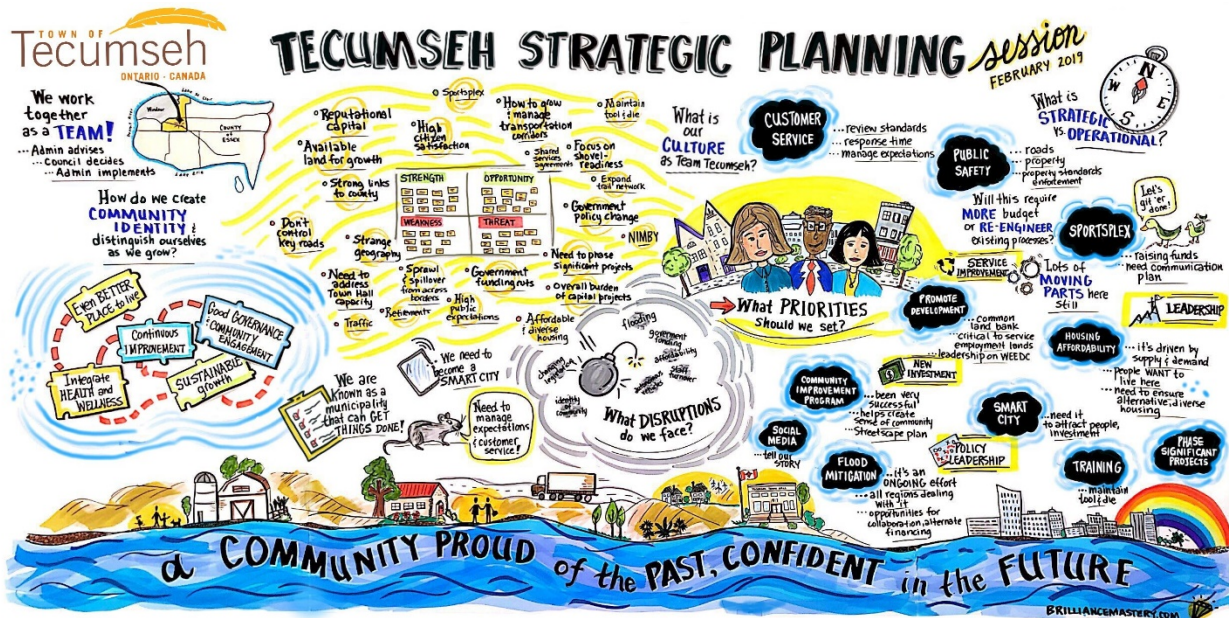 TOWN OF
Tecumseh
ONTARIO - CANADA
TECUMSEH STRATEGIC PLANNING session
FEBRUARY 2019
We work
together
as a TEAM!
... Admin advises
... Council decides
... Admin implements
Windsor
COUNTY
of
ESSEX
Lake Erie
How do we create
COMMUNITY
IDENTITY &
distinguish ourselves
as we grow?
Even BETTER
PLACE to live
Good GOVERNANCE
& COMMUNITY
ENGAGEMENT
Continuous
IMPROVEMENT
SUSTAINABLE
growth
Integrate
HEALTH and
WELLNESS
Sportsplex
Reputational
capital
High
citizen
satisfaction
How to grow
& manage
transportation
corridors
Maintain
tool & die
Available
land for growth
Shared
services
agreements
Focus on
shovel-
readiness
Strong links
to county
STRENGTH
OPPORTUNITY
WEAKNESS
THREAT
Expand
trail network
Government
policy change
NIMBY
Don't
control
key roads
Strange
geography
Need to phase
significant projects
Need to
address
Town Hall
capacity
Sprawl
& spillover
from across
borders
Government
funding cuts
Overall burden
of capital projects
Traffic
Retirements
High
public
expectations
Affordable
& diverse
housing
We need to
become a
SMART CITY
We are
known as a
municipality
that can GET
THINGS DONE!
Need to
manage
expectations
& customer
service!
flooding
government
funding
affordability
changing
legislation
autonomous
vehicles
staff
turnover
identity of
community
What DISRUPTIONS
do we face?
What is
our
CULTURE
as Team Tecumseh?
What PRIORITIES
should we set?
CUSTOMER
SERVICE
... review standards
... response time
... manage expectations
PUBLIC
SAFETY
... roads
... property
... property standards
enforcement
What is
STRATEGIC
vs. OPERATIONAL?
N
E
S
W
Will this require
MORE budget
or RE-ENGINEER
existing processes?
Let's
git 'er
done!
SPORTSPLEX
... raising funds
... need communication
plan
SERVICE
IMPROVEMENT
Lots of
MOVING
PARTS here
still
LEADERSHIP
PROMOTE
DEVELOPMENT
... common
land bank
... critical to service
employment lands
... leadership on WEEDC
HOUSING
AFFORDABILITY
... it's driven by
supply & demand
... people WANT to
live here
... need to ensure
alternative, diverse
housing
NEW
INVESTMENT
COMMUNITY
IMPROVEMENT
PROGRAM
... been very
successful
... helps create
sense of community
... Streetscape plan
SMART
CITY
... need it
to attract people,
investment
SOCIAL
MEDIA
... tell our
STORY
POLICY
LEADERSHIP
FLOOD
MITIGATION
... it's an
ONGOING effort
... all regions dealing
with it
... opportunities for
collaboration, alternate
financing
TRAINING
... maintain
tool & die
PHASE
SIGNIFICANT
PROJECTS
a COMMUNITY PROUD of the PAST, CONFIDENT in the FUTURE
BRILLIANCEMASTERY.COM